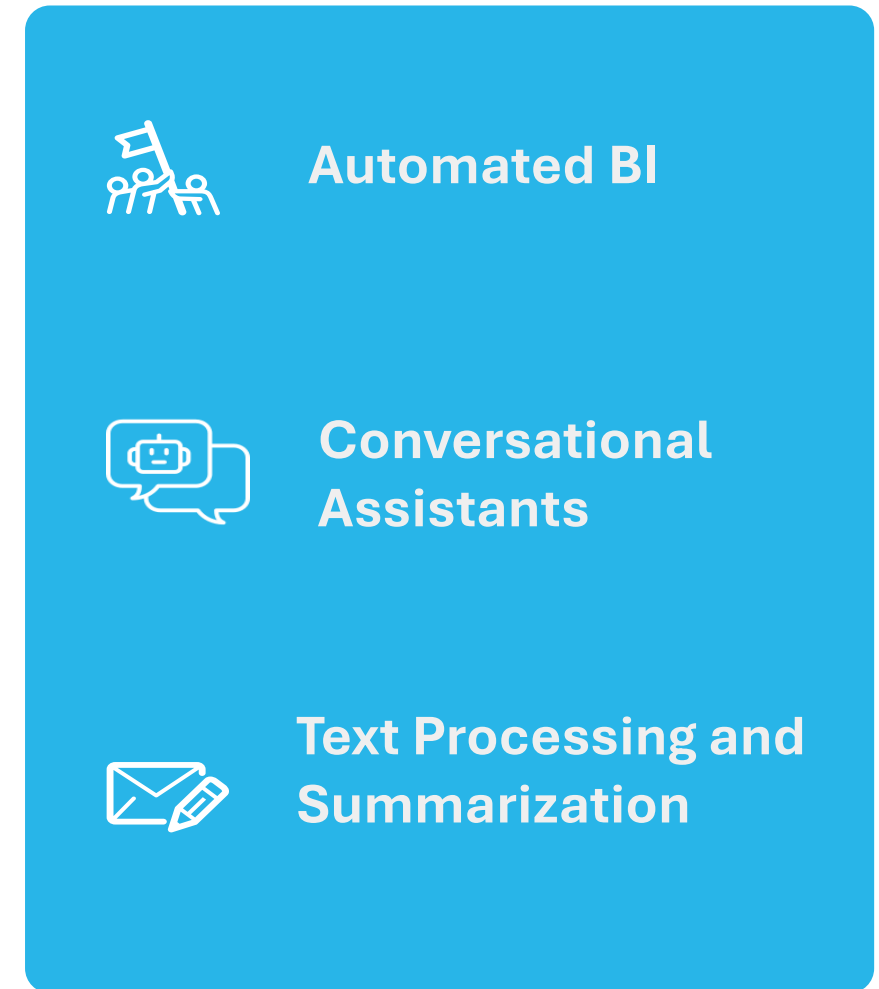 Automated BI
Conversational
Assistants
Text Processing and
Summarization